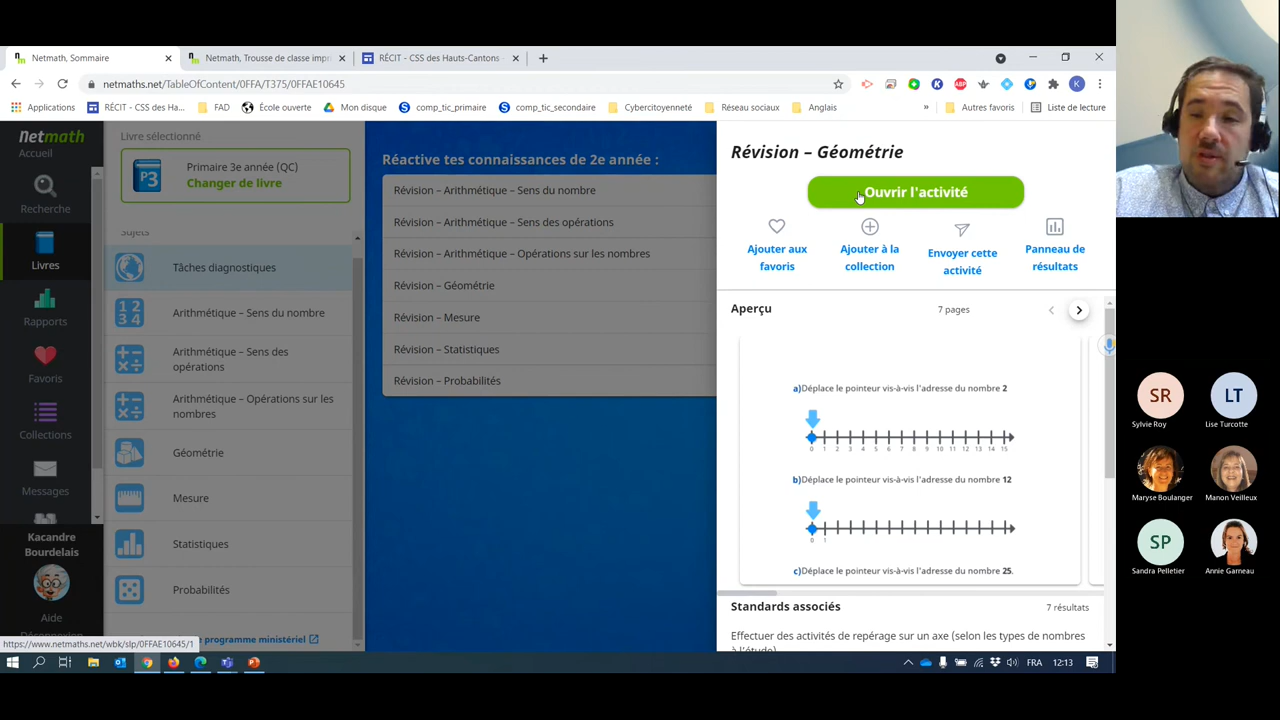 Netmath, Sommaire
Netmath, Trousse de classe impr
RÉCIT - CSS des Hauts-Cantons
netmaths.net/TableOfContent/0FFA/T375/0FFAE10645
K
ABP
K
Applications
RÉCIT - CSS des Ha...
FAD
École ouverte
Mon disque
comp_tic_primaire
comp_tic_secondaire
Cybercitoyenneté
Réseau sociaux
Anglais
»
Autres favoris
Liste de lecture
netmath
Accueil
Recherche
Livres
Rapports
Favoris
Collections
Messages
Kacandre
Bourdelais
Aide
Livre sélectionné
P3
Primaire 3e année (QC)
Changer de livre
Sujets
Tâches diagnostiques
Arithmétique – Sens du nombre
Arithmétique – Sens des
opérations
Arithmétique – Opérations sur les
nombres
Géométrie
Mesure
Statistiques
Probabilités
programme ministériel
https://www.netmaths.net/wbk/slp/0FFAE10645/1
Réactive tes connaissances de 2e année :
Révision – Arithmétique – Sens du nombre
Révision – Arithmétique – Sens des opérations
Révision – Arithmétique – Opérations sur les nombres
Révision – Géométrie
Révision – Mesure
Révision – Statistiques
Révision – Probabilités
Révision – Géométrie
Ouvrir l'activité
Ajouter aux
favoris
Ajouter à la
collection
Envoyer cette
activité
Panneau de
résultats
Aperçu
7 pages
a)Déplace le pointeur vis-à-vis l'adresse du nombre 2
0 1 2 3 4 5 6 7 8 9 10 11 12 13 14 15
b)Déplace le pointeur vis-à-vis l'adresse du nombre 12
0 1
c)Déplace le pointeur vis-à-vis l'adresse du nombre 25.
Standards associés
7 résultats
Effectuer des activités de repérage sur un axe (selon les types de nombres
à l'étude)
FRA
12:13
SR
Sylvie Roy
LT
Lise Turcotte
Maryse Boulanger
Manon Veilleux
SP
Sandra Pelletier
Annie Garneau